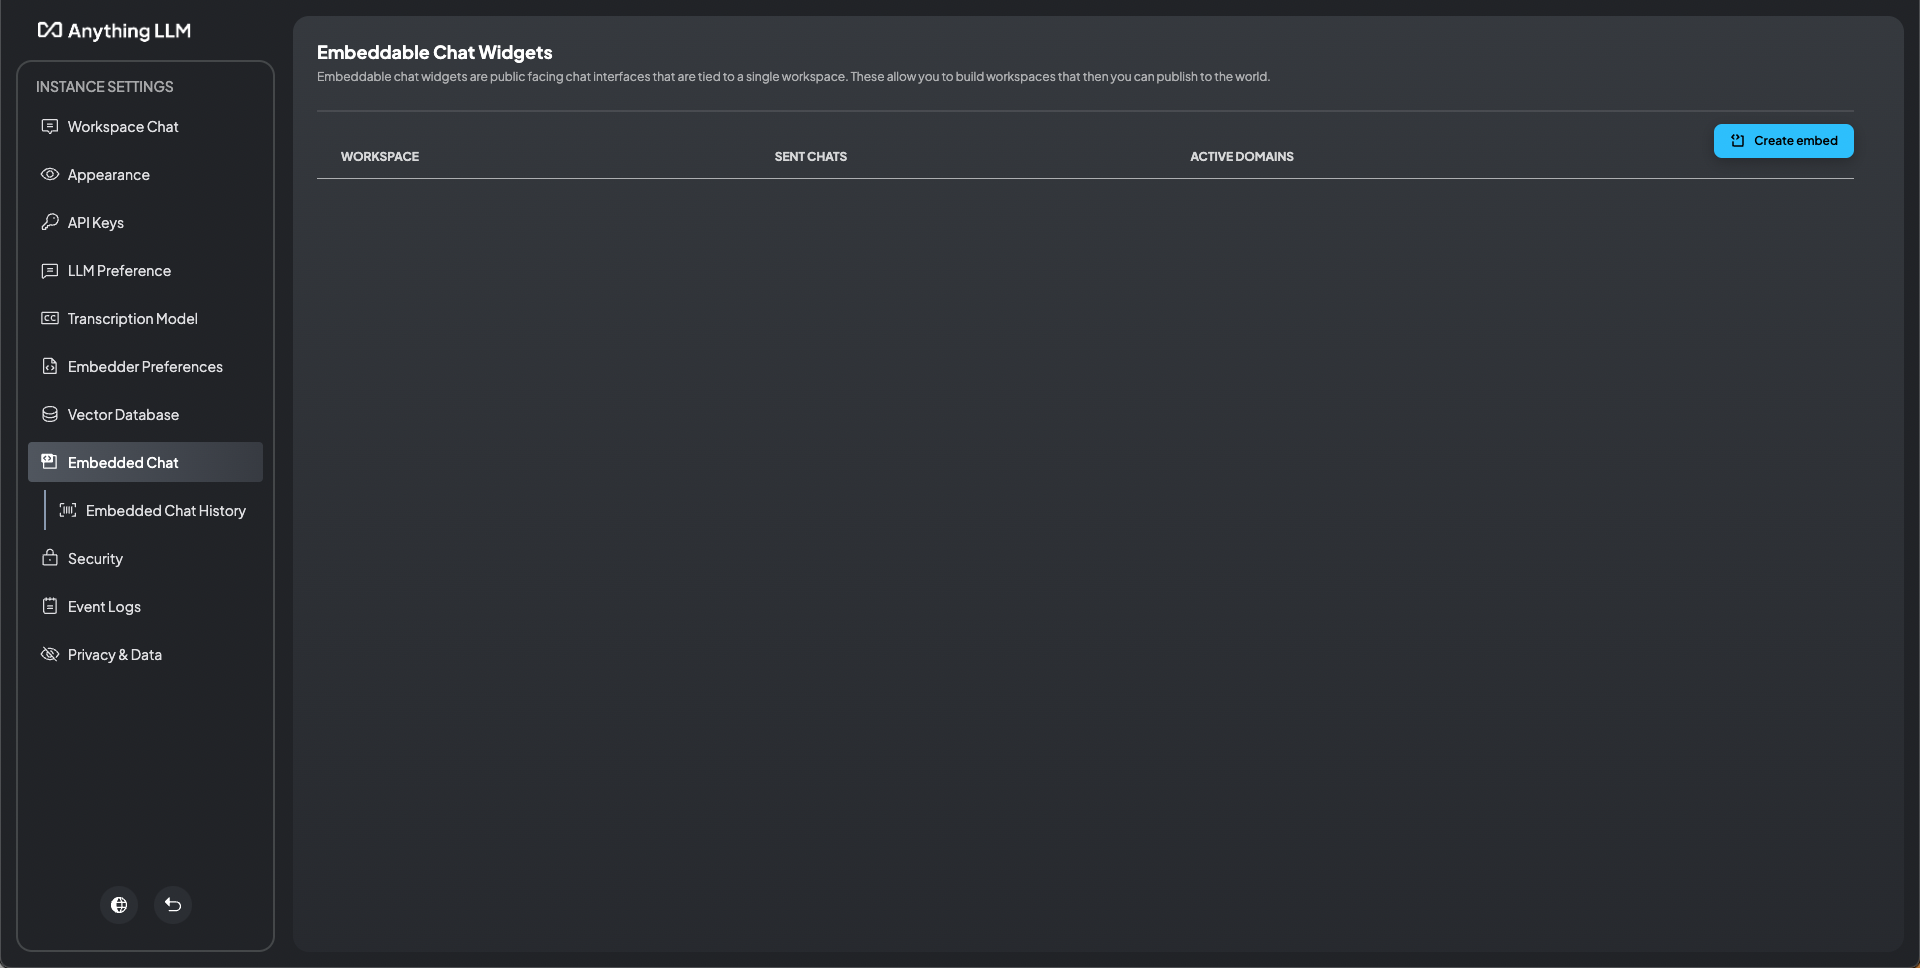 Anything LLM
INSTANCE SETTINGS
Workspace Chat
Appearance
API Keys
LLM Preference
Transcription Model
Embedder Preferences
Vector Database
Embedded Chat
Embedded Chat History
Security
Event Logs
Privacy & Data
Embeddable Chat Widgets
Embeddable chat widgets are public facing chat interfaces that are tied to a single workspace. These allow you to build workspaces that then you can publish to the world.
Create embed
WORKSPACE SENT CHATS ACTIVE DOMAINS